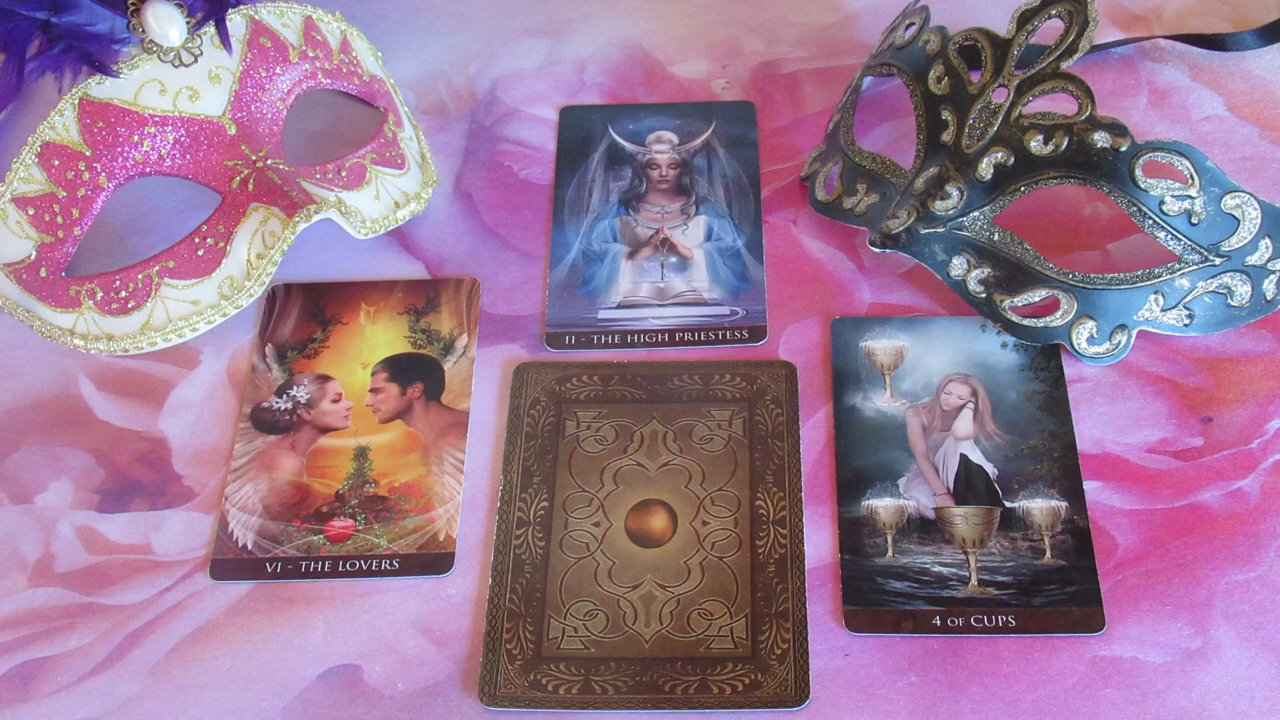 II - THE HIGH PRIESTESS
VI - THE LOVERS
4 OF CUPS